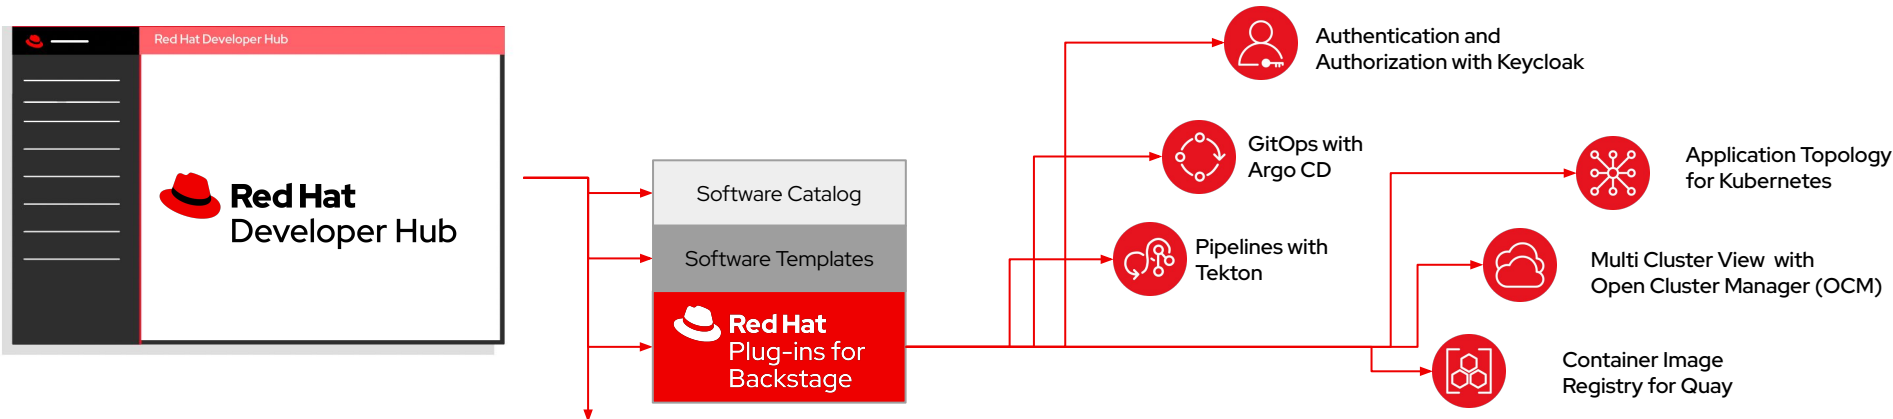 Red Hat Developer Hub
Red Hat
Developer Hub
Software Catalog
Software Templates
Red Hat
Plug-ins for
Backstage
Authentication and
Authorization with Keycloak
GitOps with
Argo CD
Pipelines with
Tekton
Application Topology
for Kubernetes
Multi Cluster View with
Open Cluster Manager (OCM)
Container Image
Registry for Quay